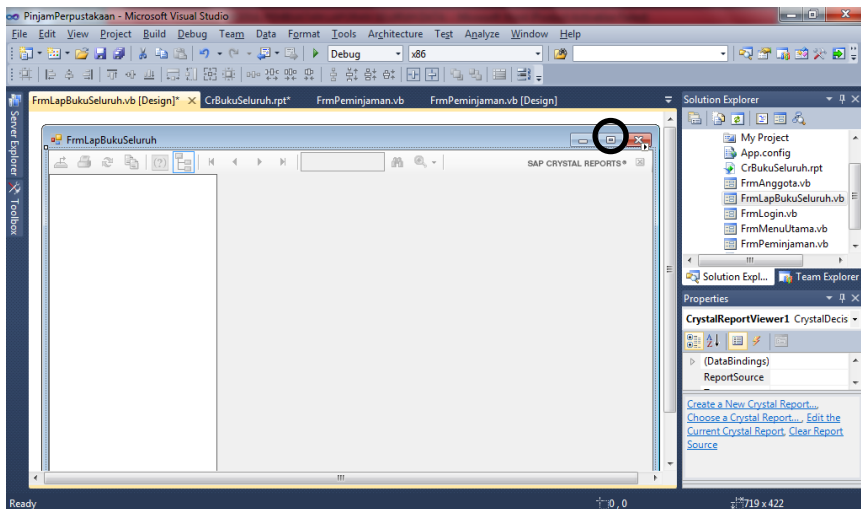 PinjamPerpustakaan - Microsoft Visual Studio
File Edit View Project Build Debug Team Data Format Tools Architecture Test Analyze Window Help
Debug x86
FrmLapBukuSeluruh.vb [Design]* CrBukuSeluruh.rpt* FrmPeminjaman.vb FrmPeminjaman.vb [Design]
Server Explorer
Toolbox
FrmLapBukuSeluruh
SAP CRYSTAL REPORTS®
Solution Explorer
My Project
App.config
CrBukuSeluruh.rpt
FrmAnggota.vb
FrmLapBukuSeluruh.vb
FrmLogin.vb
FrmMenuUtama.vb
FrmPeminjaman.vb
Solution Expl... Team Explorer
Properties
CrystalReportViewer1 CrystalDecis
(DataBindings)
ReportSource
Create a New Crystal Report...,
Choose a Crystal Report... , Edit the
Current Crystal Report, Clear Report
Source
Ready 0 , 0 719 x 422